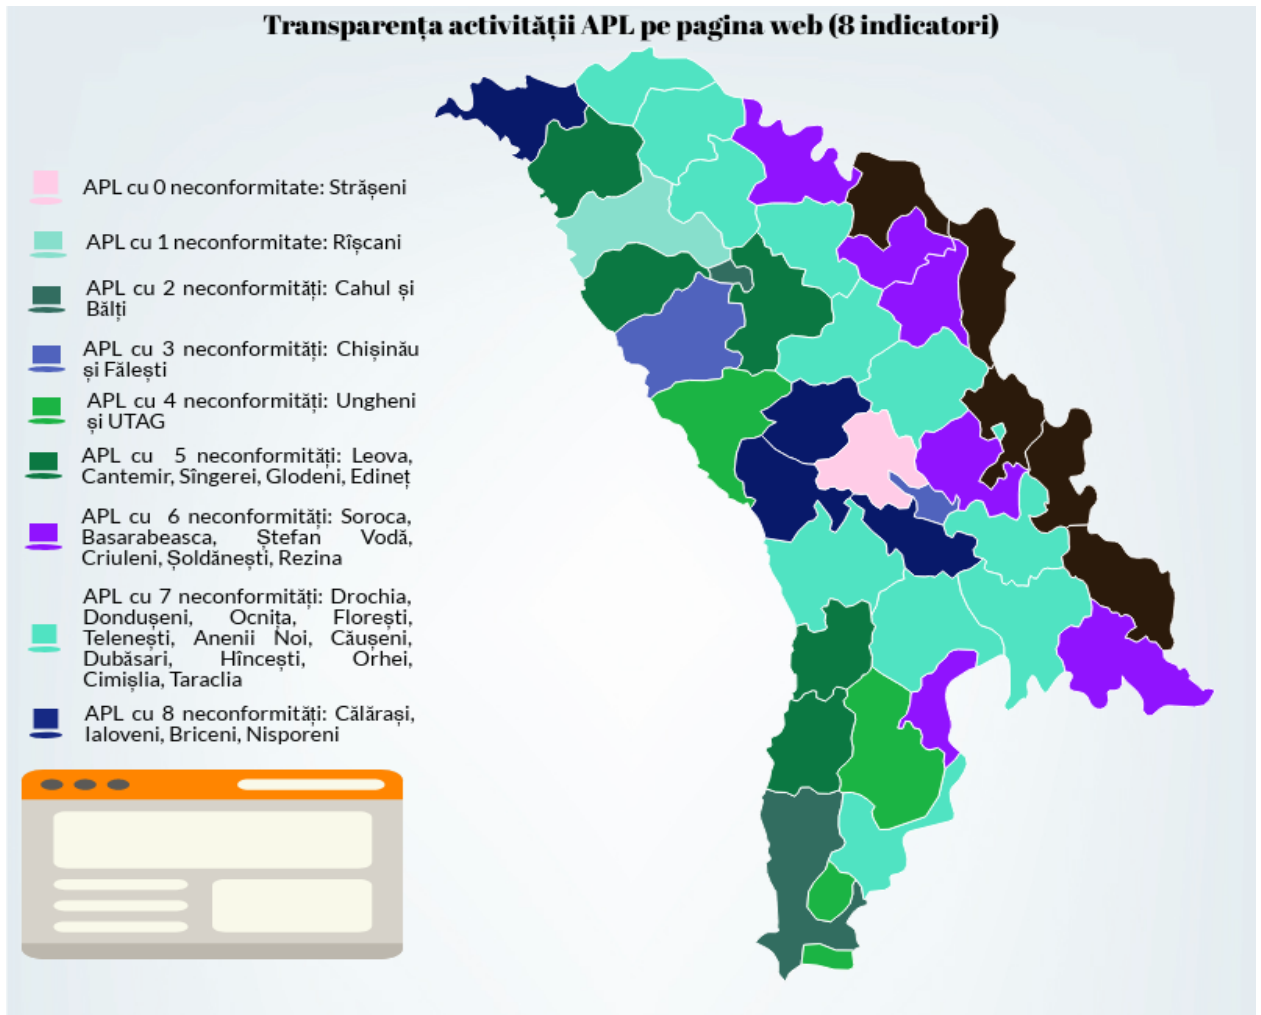 Transparența activității APL pe pagina web (8 indicatori)
APL cu 0 neconformitate: Strășeni
APL cu 1 neconformitate: Rîșcani
APL cu 2 neconformități: Cahul și
Bălți
APL cu 3 neconformități: Chișinău
și Fălești
APL cu 4 neconformități: Ungheni
și UTAG
APL cu 5 neconformități: Leova,
Cantemir, Sîngerei, Glodeni, Edineț
APL cu 6 neconformități: Soroca,
Basarabeasca, Ștefan Vodă,
Criuleni, Șoldănești, Rezina
APL cu 7 neconformități: Drochia,
Dondușeni, Ocnița, Florești,
Telenești, Anenii Noi, Căușeni,
Dubăsari, Hîncești, Orhei,
Cimișlia, Taraclia
APL cu 8 neconformități: Călărași,
Ialoveni, Briceni, Nisporeni